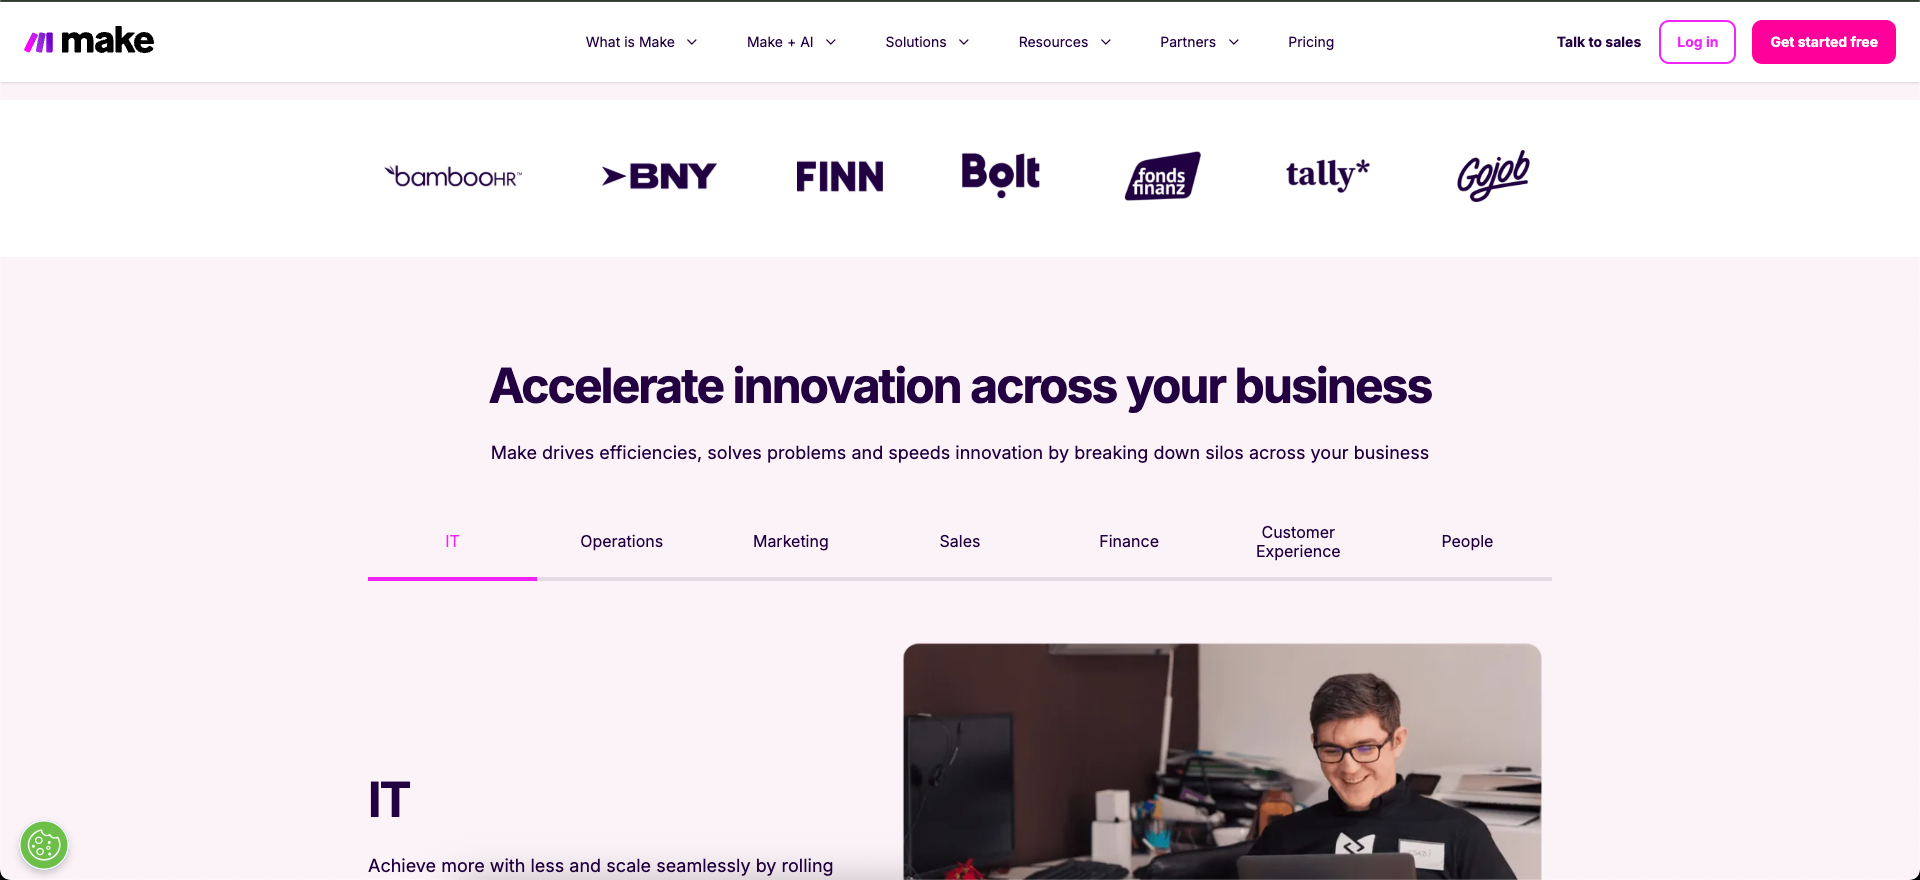 make
What is Make
Make + AI
Solutions
Resources
Partners
Pricing
Talk to sales
Log in
Get started free
bambooHR™
BNY
FINN
Bolt
fonds
finanz
tally*
Gojob
Accelerate innovation across your business
Make drives efficiencies, solves problems and speeds innovation by breaking down silos across your business
IT
Operations
Marketing
Sales
Finance
Customer
Experience
People
IT
Achieve more with less and scale seamlessly by rolling